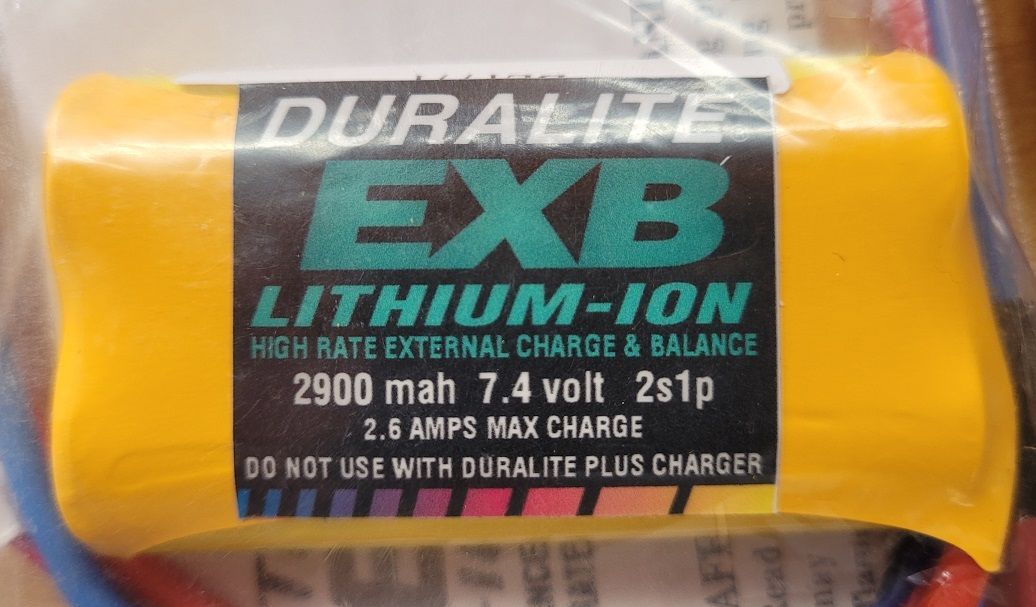 DURALITE
EXB
LITHIUM-ION
HIGH RATE EXTERNAL CHARGE & BALANCE
2900 mah 7.4 volt 2s1p
2.6 AMPS MAX CHARGE
DO NOT USE WITH DURALITE PLUS CHARGER